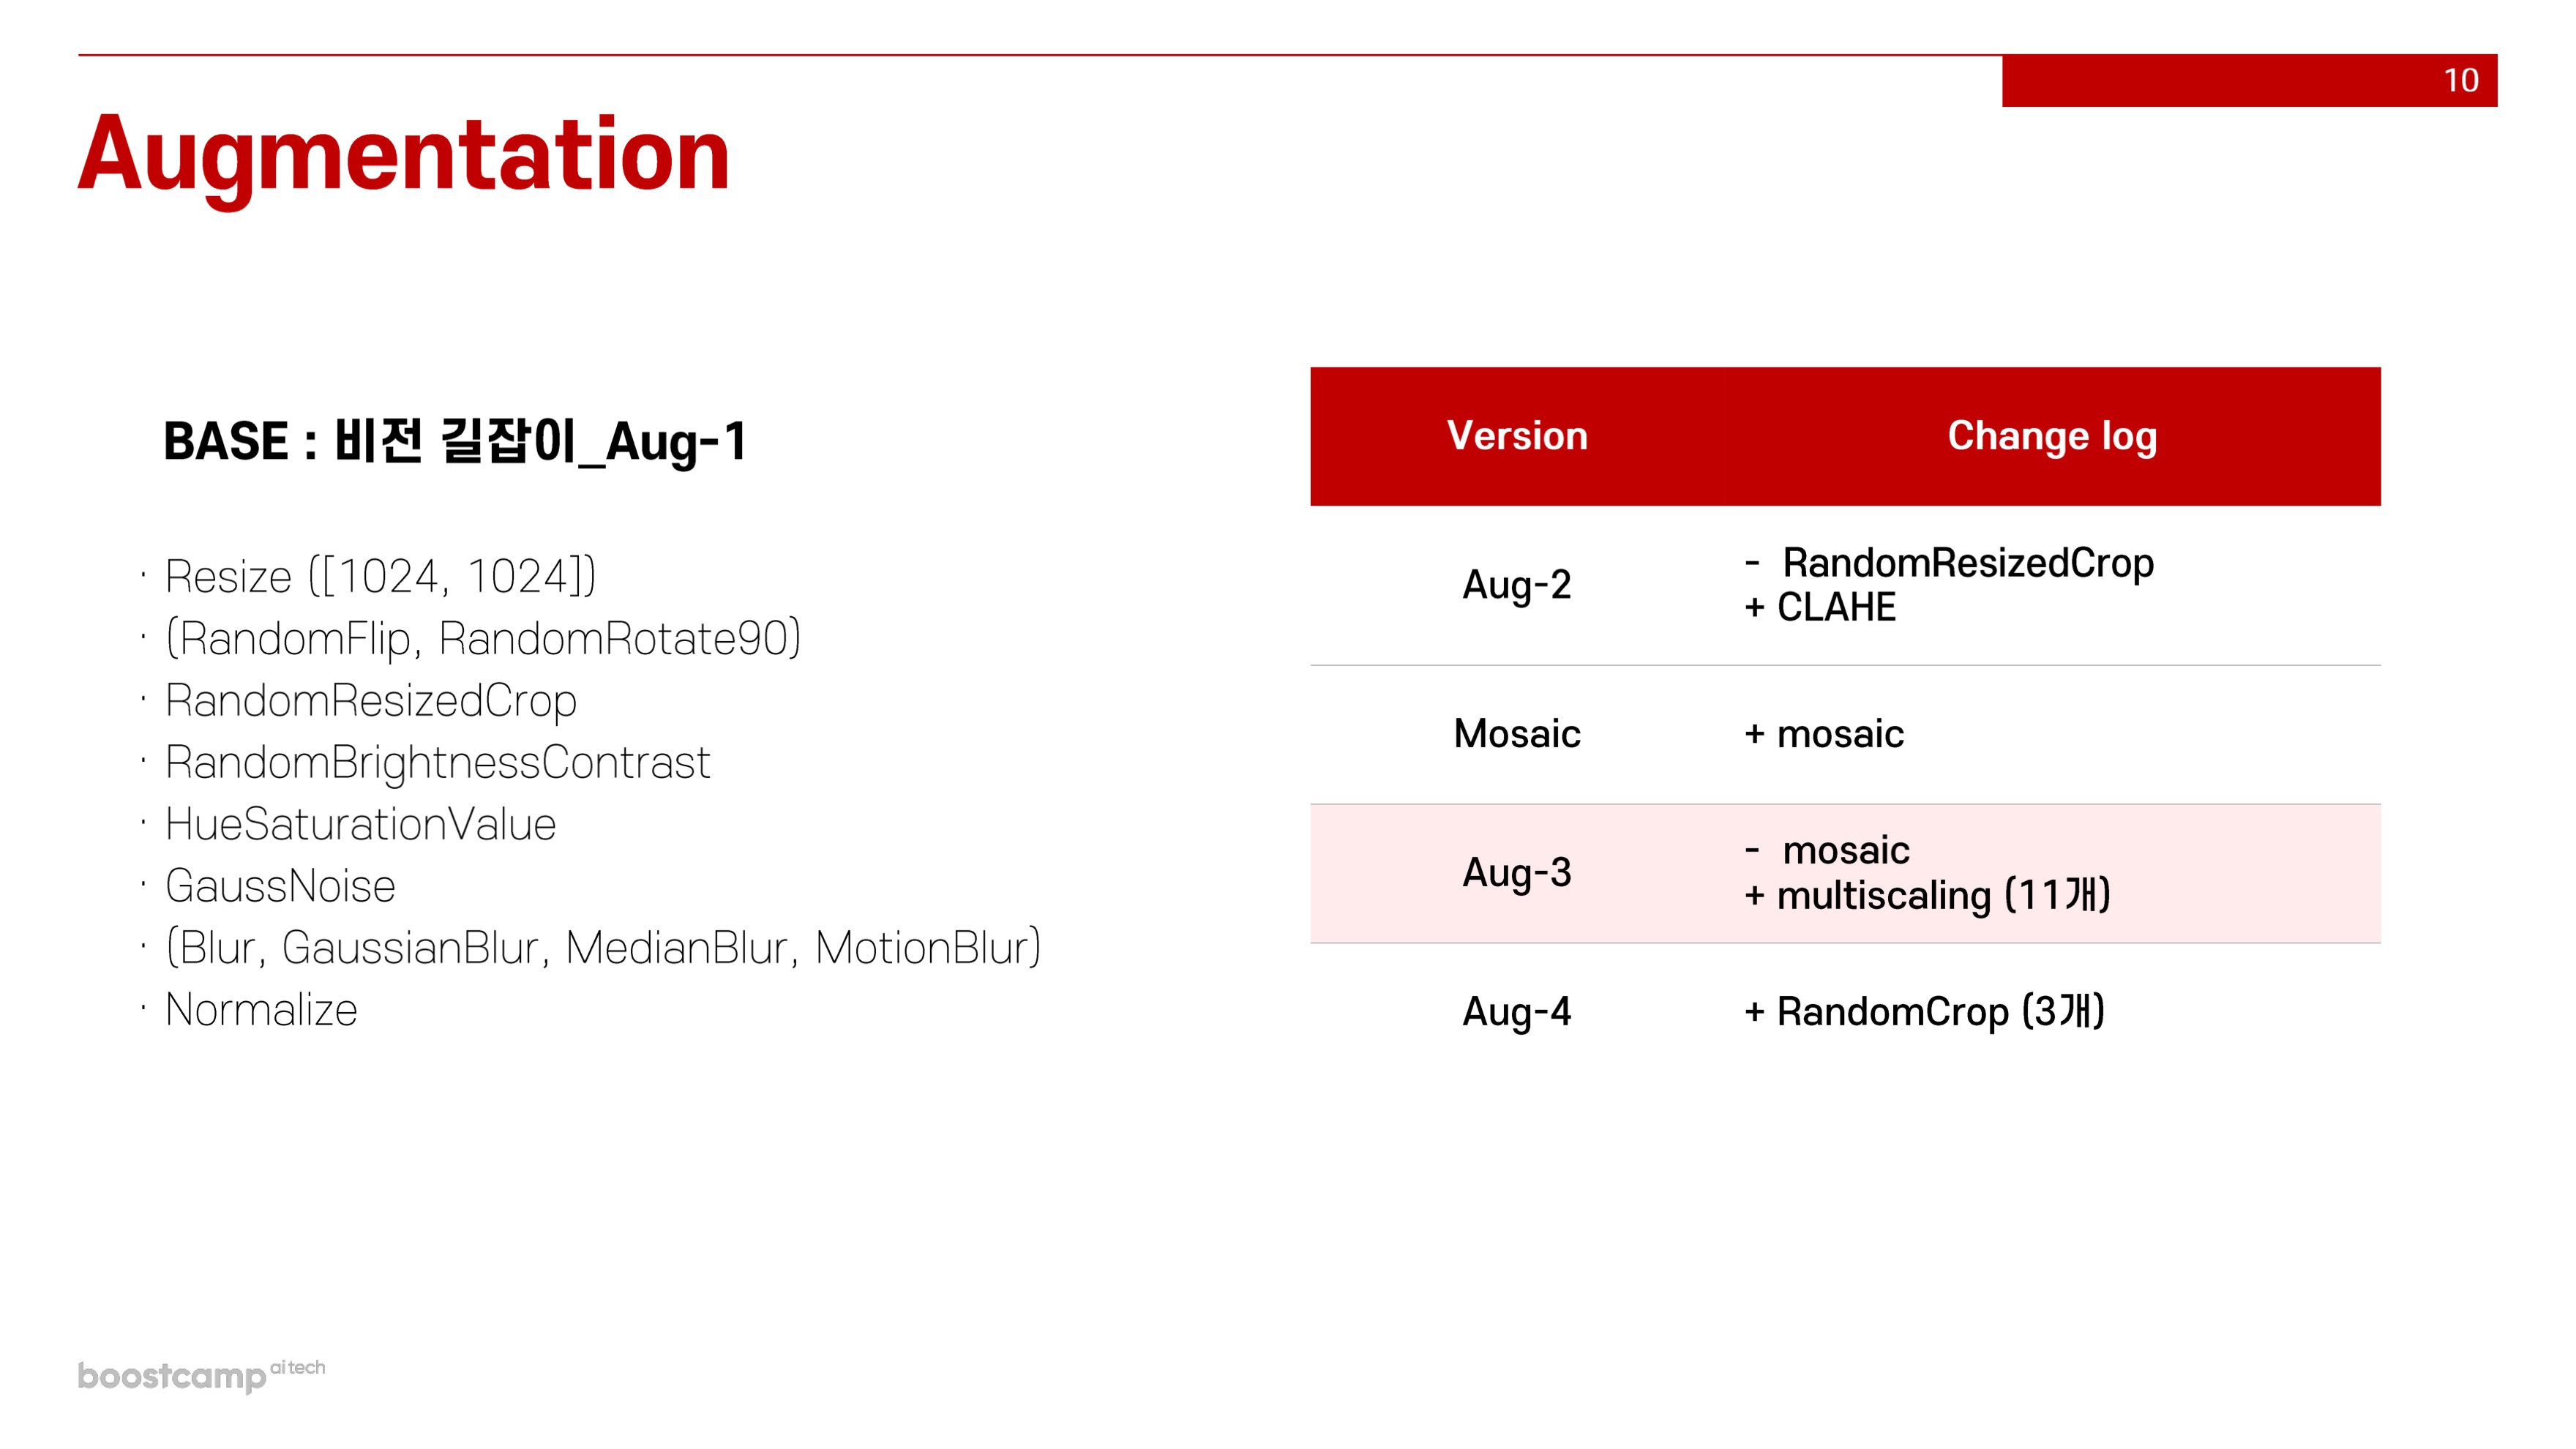 10
Augmentation
BASE : 비전 길잡이_Aug-1
· Resize ([1024, 1024])
· (RandomFlip, RandomRotate90)
· RandomResizedCrop
· RandomBrightnessContrast
· HueSaturationValue
· GaussNoise
· (Blur, GaussianBlur, MedianBlur, MotionBlur)
· Normalize
Version Change log
Aug-2
- RandomResizedCrop
+ CLAHE
Mosaic + mosaic
Aug-3
- mosaic
+ multiscaling (11개)
Aug-4 + RandomCrop (3개)
boostcamp ai tech